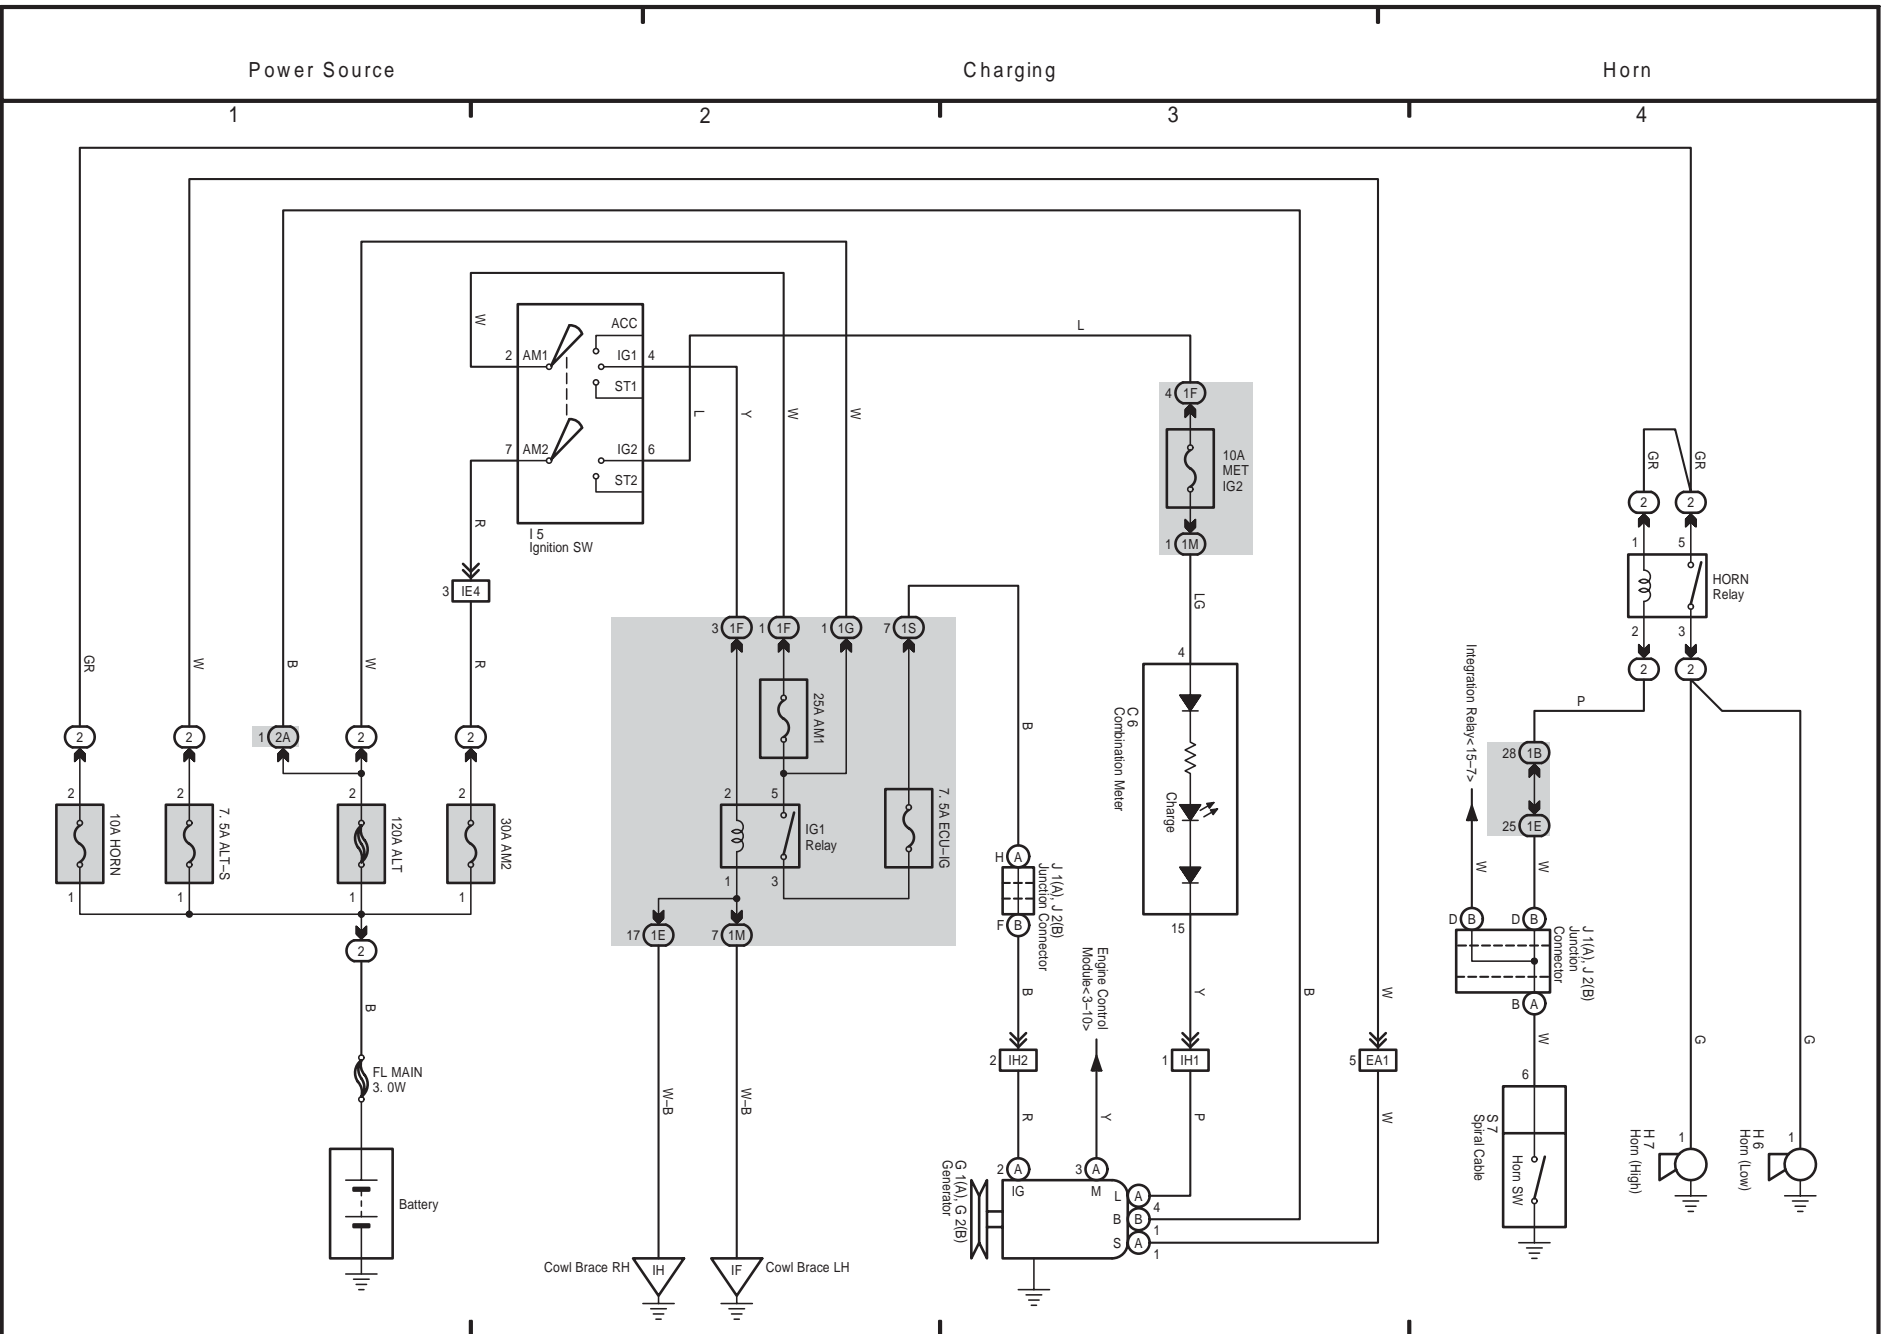 Power Source
Charging
Horn
1
2
3
4
ACC
2
AM1
IG1
4
ST1
7
AM2
IG2
6
ST2
I 5
Ignition SW
W
R
3
IE4
R
L
Y
W
W
L
4
1F
10A
MET
IG2
1
1M
LG
GR
GR
2
2
1
5
HORN
Relay
2
3
2
2
P
GR
W
B
W
2
2
1
2A
2
2
2
2
2
2
10A HORN
7. 5A ALT–S
120A ALT
30A AM2
1
1
1
1
2
B
FL MAIN
3. 0W
Battery
3
1F
1
1F
1
1G
7
1S
25A AM1
2
5
IG1
Relay
7. 5A ECU–IG
1
3
17
1E
7
1M
W–B
W–B
Cowl Brace RH
IH
IF
Cowl Brace LH
B
H
A
J 1(A), J 2(B)
Junction Connector
F
B
B
2
IH2
R
Engine Control
Module<3–10>
Y
4
C 6
Combination Meter
Charge
15
Y
1
IH1
P
B
W
5
EA1
W
2
A
3
A
IG
M
L
A
4
B
B
1
S
A
1
G 1(A), G 2(B)
Generator
Integration Relay<15–7>
28
1B
25
1E
W
W
D
B
D
B
J 1(A), J 2(B)
Junction
Connector
B
A
W
6
S 7
Spiral Cable
Horn SW
G
G
1
H 7
Horn (High)
1
H 6
Horn (Low)